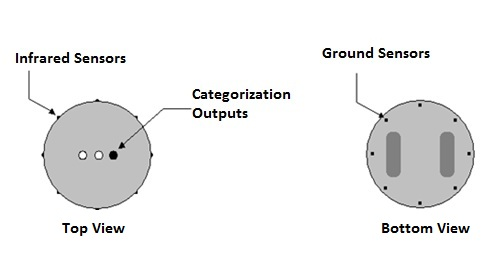 Infrared Sensors
Categorization
Outputs
Top View
Ground Sensors
Bottom View